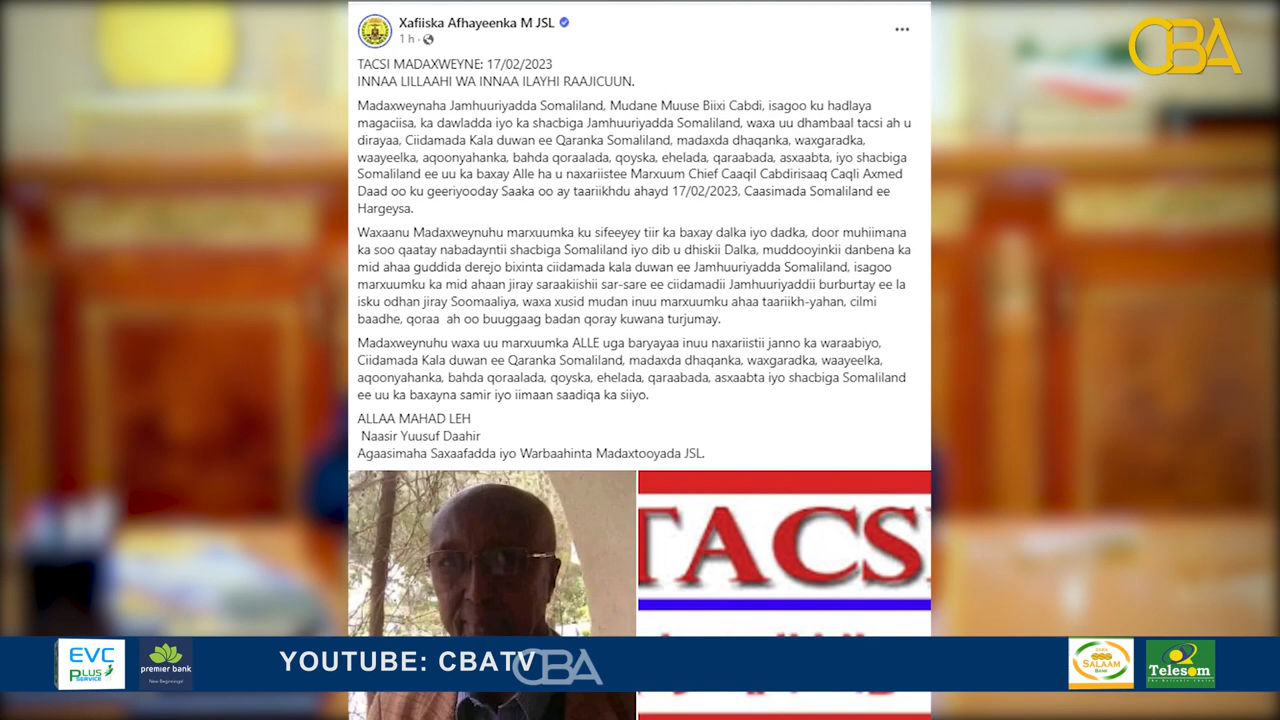 Xafiiska Afhayeenka M JSL
1 h ·
CBA
TACSI MADAXWEYNE: 17/02/2023
INNAA LILLAAHI WA INNAA ILAYHI RAAJICUUN.
Madaxweynaha Jamhuuriyadda Somaliland, Mudane Muuse Biixi Cabdi, isagoo ku hadlaya
magaciisa, ka dawladda iyo ka shacbiga Jamhuuriyadda Somaliland, waxa uu dhambaal tacsi ah u
dirayaa, Ciidamada Kala duwan ee Qaranka Somaliland, madaxda dhaqanka, waxgaradka,
waayeelka, aqoonyahanka, bahda qoraalada, qoyska, ehelada, qaraabada, asxaabta, iyo shacbiga
Somaliland ee uu ka baxay Alle ha u naxariistee Marxuum Chief Caaqil Cabdirisaaq Caqli Axmed
Daad oo ku geeriyooday Saaka oo ay taariikhdu ahayd 17/02/2023, Caasimada Somaliland ee
Hargeysa.
Waxaanu Madaxweynuhu marxuumka ku sifeeyey tiir ka baxay dalka iyo dadka, door muhiimana
ka soo qaatay nabadayntii shacbiga Somaliland iyo dib u dhiskii Dalka, muddooyinkii danbena ka
mid ahaa guddida derejo bixinta ciidamada kala duwan ee Jamhuuriyadda Somaliland, isagoo
marxuumku ka mid ahaan jiray saraakiishii sar-sare ee ciidamadii Jamhuuriyaddii burburtay ee la
isku odhan jiray Soomaaliya, waxa xusid mudan inuu marxuumku ahaa taariikh-yahan, cilmi
baadhe, qoraa ah oo buuggaag badan qoray kuwana turjumay.
Madaxweynuhu waxa uu marxuumka ALLE uga baryayaa inuu naxariistii janno ka waraabiyo,
Ciidamada Kala duwan ee Qaranka Somaliland, madaxda dhaqanka, waxgaradka, waayeelka,
aqoonyahanka, bahda qoraalada, qoyska, ehelada, qaraabada, asxaabta iyo shacbiga Somaliland
ee uu ka baxayna samir iyo iimaan saadiqa ka siiyo.
ALLAA MAHAD LEH
Naasir Yuusuf Daahir
Agaasimaha Saxaafadda iyo Warbaahinta Madaxtooyada JSL.
TACSI
EVC
PLUS
SERVICE
premier bank
New Beginnings!
YOUTUBE: CBATV
CBA
SALAAM
BANK
Telesom